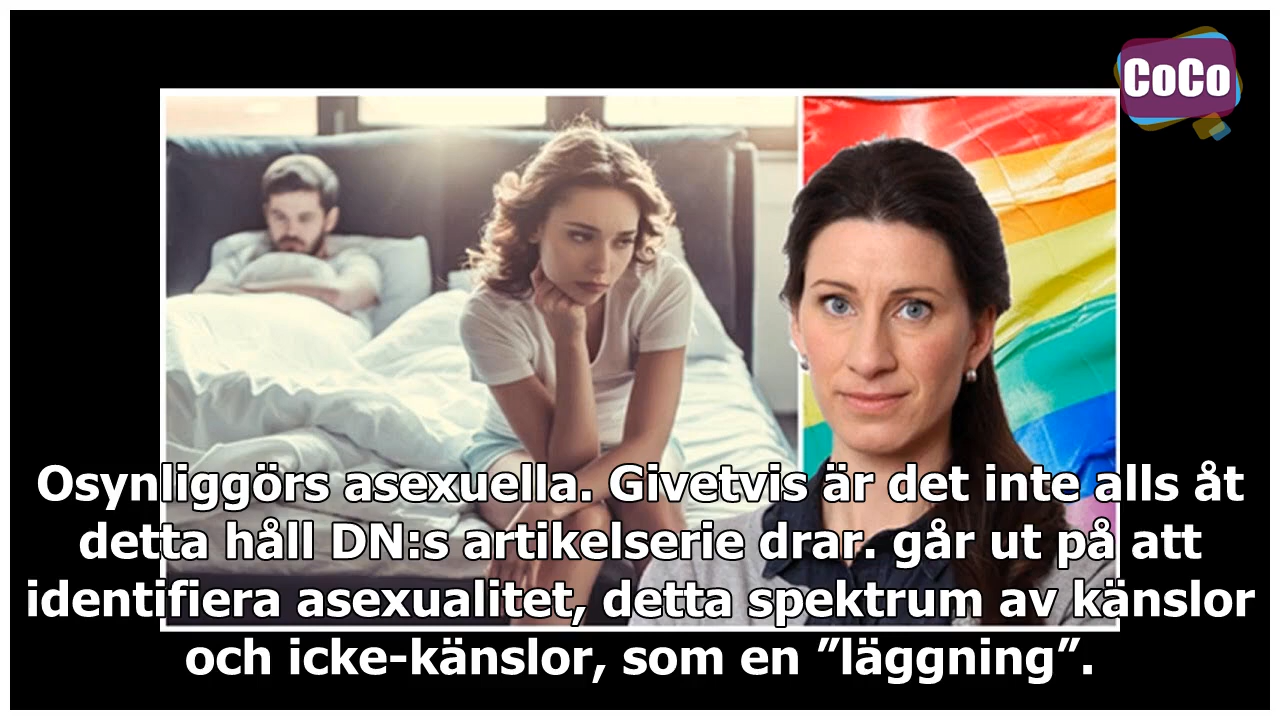 CoCo
Osynliggörs asexuella. Givetvis är det inte alls åt
detta håll DN:s artikelserie drar. går ut på att
identifiera asexualitet, detta spektrum av känslor
och icke-känslor, som en ”läggning”.